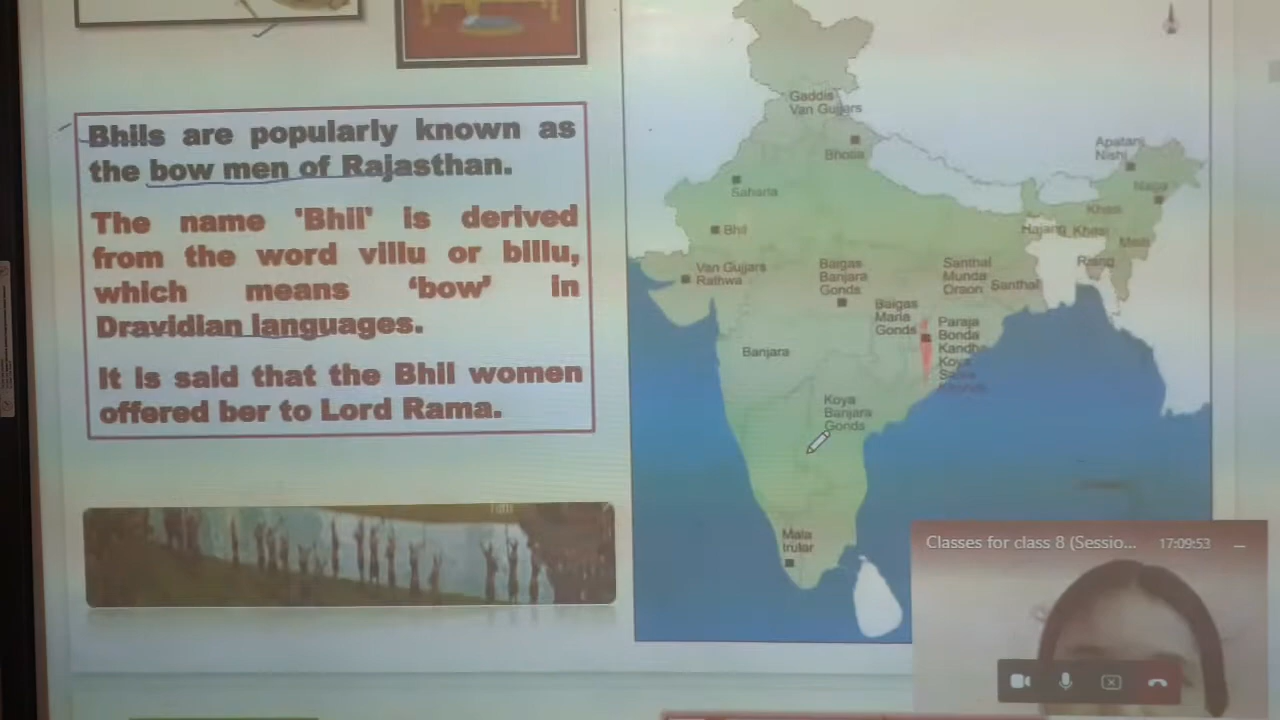 Bhils are popularly known as
the bow men of Rajasthan.
The name 'Bhil' is derived
from the word villu or billu,
which means ‘bow’ in
Dravidian languages.
It is said that the Bhil women
offered ber to Lord Rama.
Gaddis
Van Gujjars
Bhotia
Saharia
Bhil
Van Gujjars
Rathwa
Baigas
Banjara
Gonds
Baigas
Maria
Gonds
Santhal
Munda
Oraon
Santhal
Paraja
Bonda
Kandha
Koya
Banjara
Koya
Banjara
Gonds
Mala
Irular
Apatani
Nishi
Naga
Khasi
Hajang Khasi
Riang
Classes for class 8 (Sessio... 17:09:53